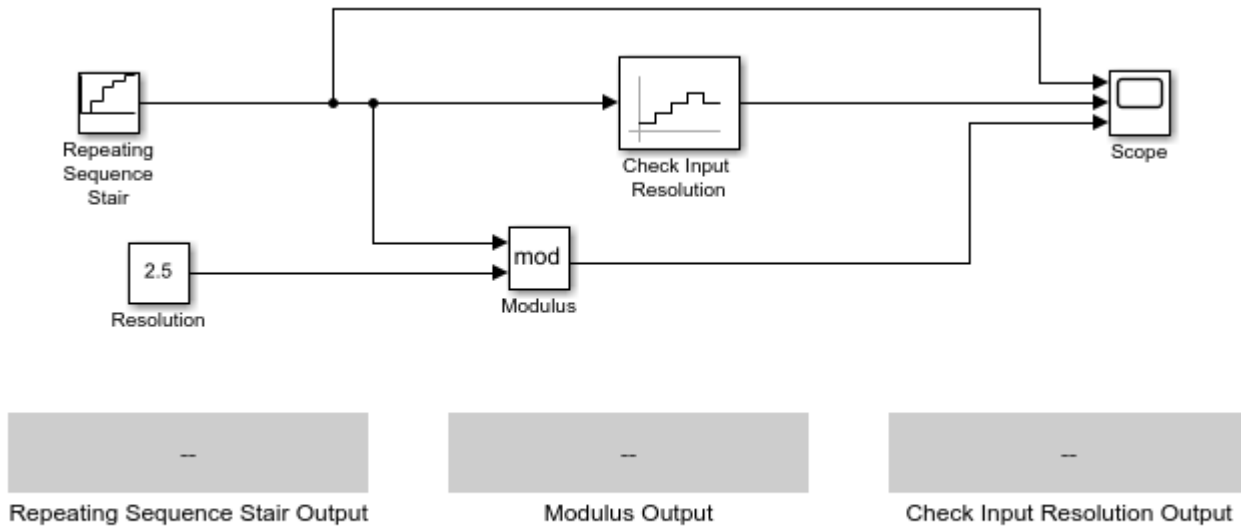 Repeating
Sequence
Stair
Check Input
Resolution
Scope
2.5
Resolution
mod
Modulus
--
--
--
Repeating Sequence Stair Output
Modulus Output
Check Input Resolution Output